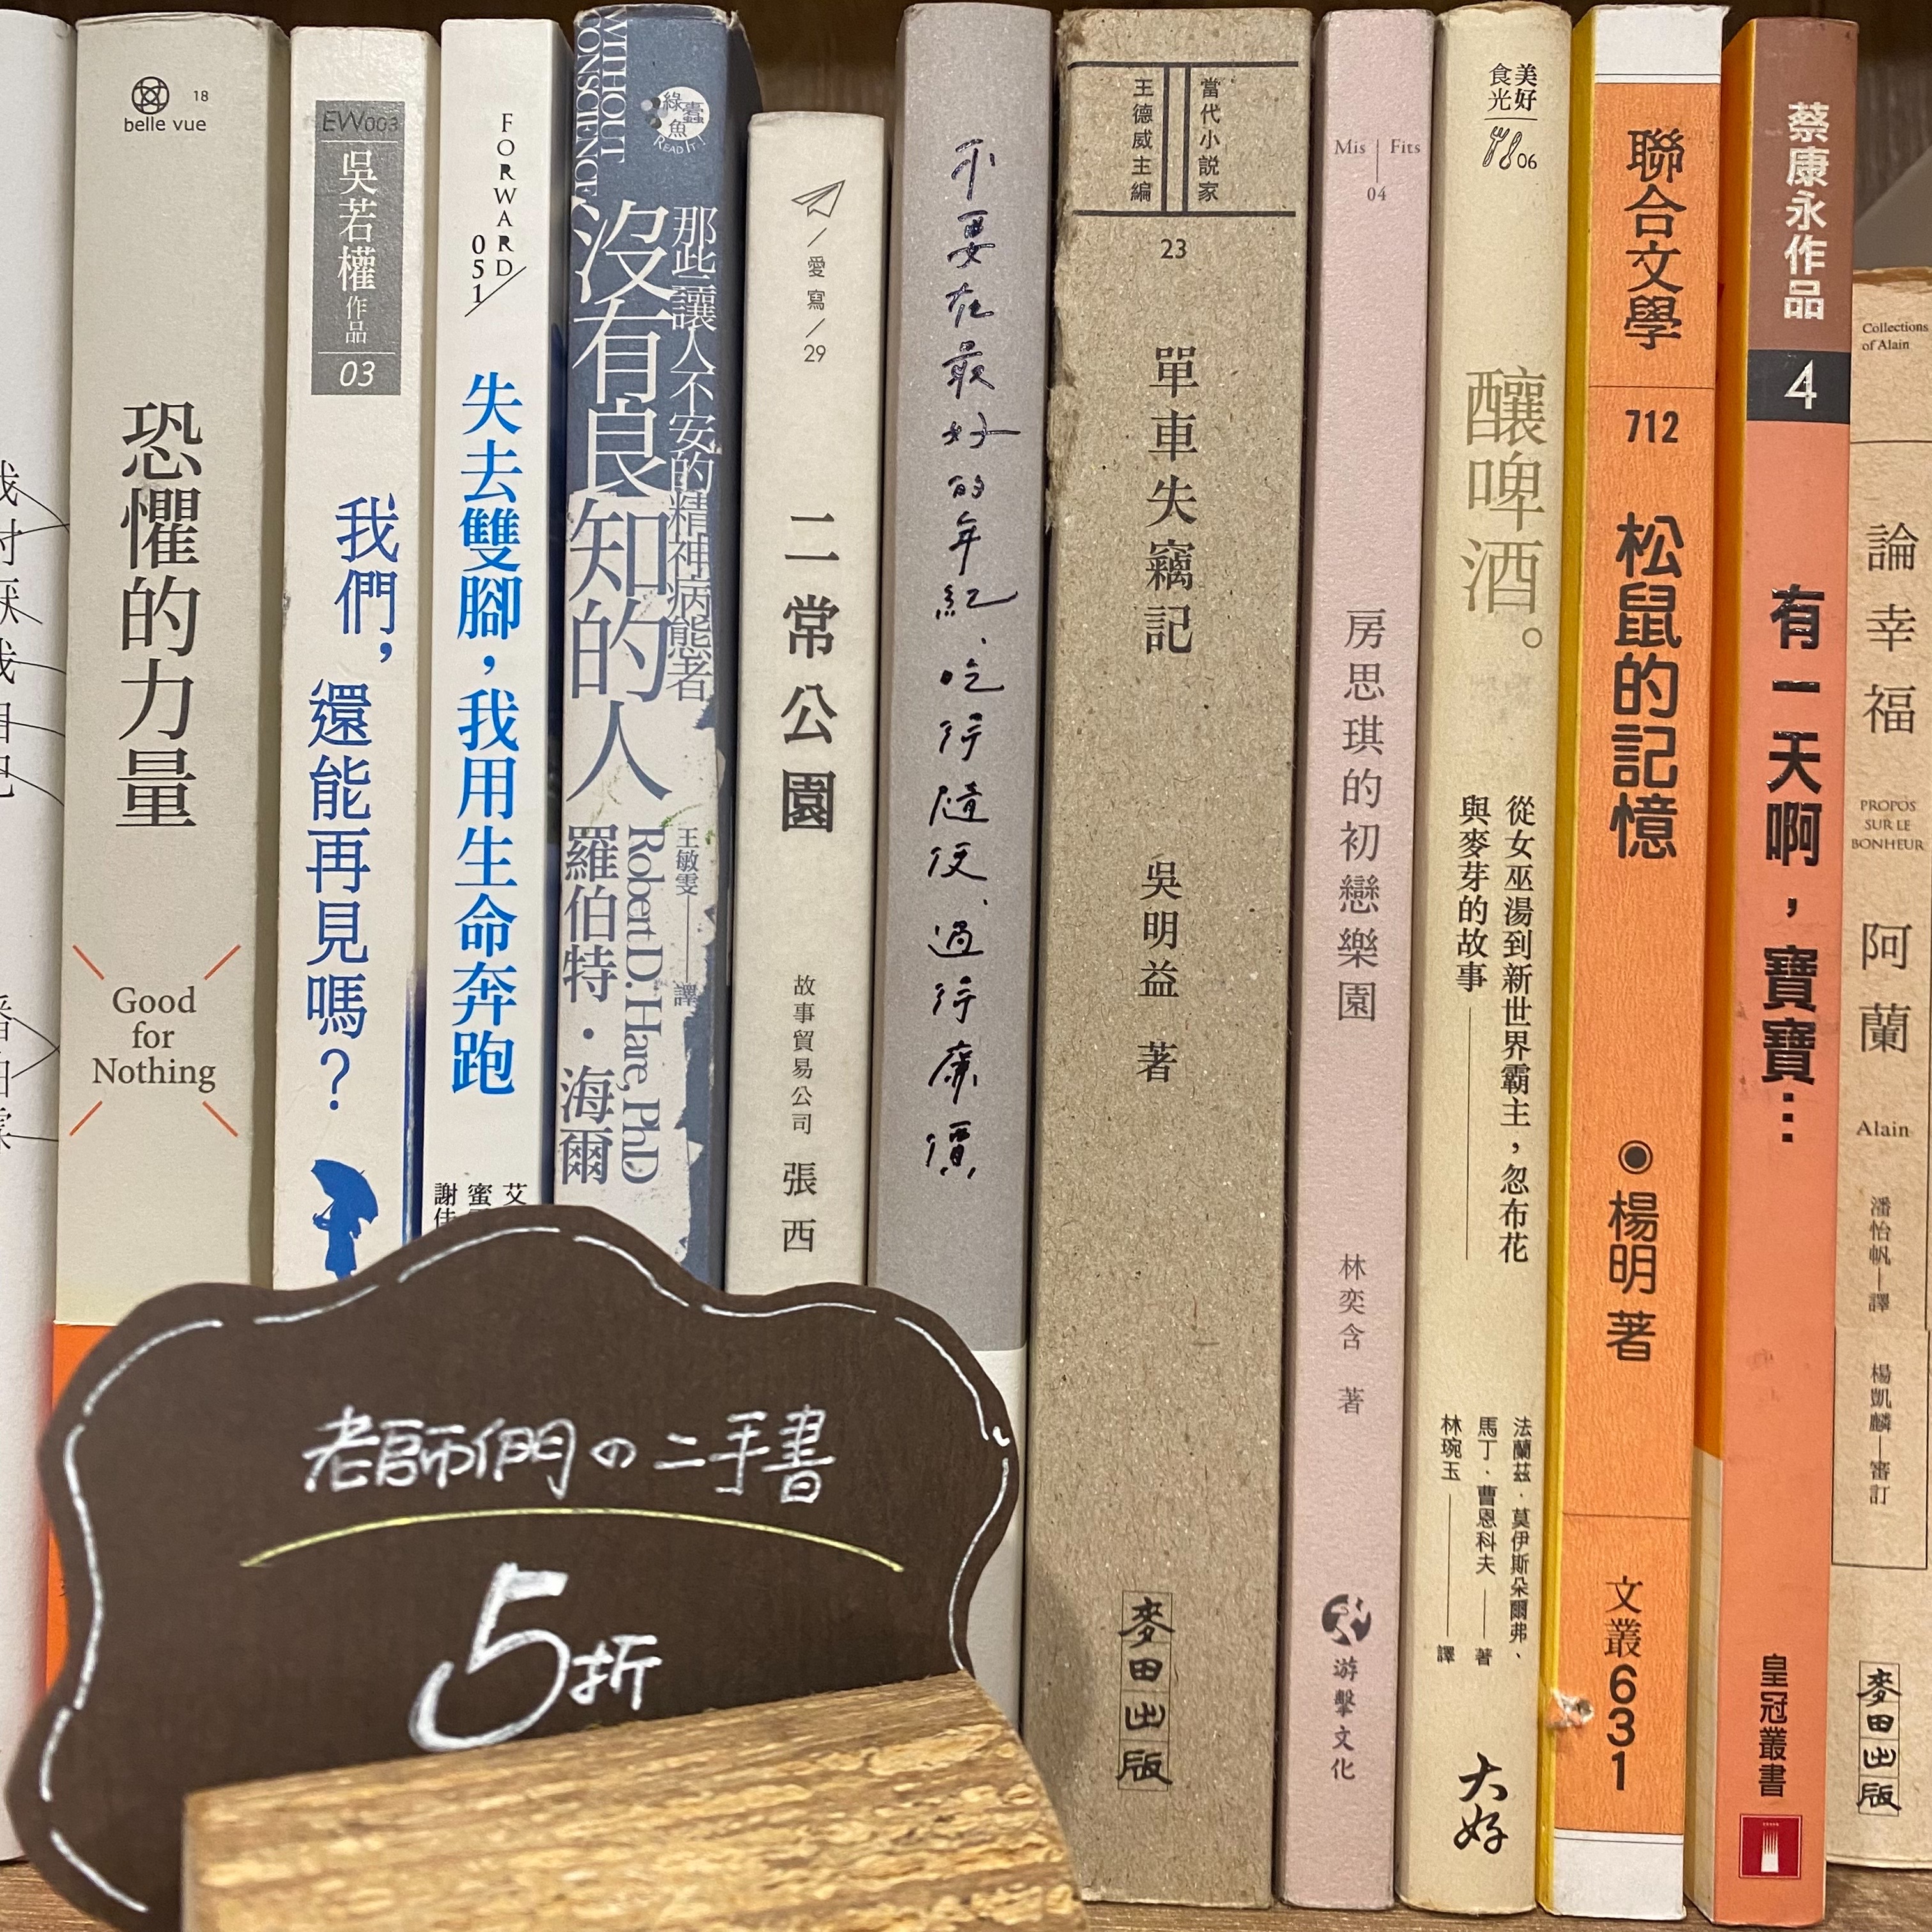 belle vue
18
恐懼的力量
Good
for
Nothing
EW003
吳若權作品
03
我們，
還能再見嗎？
FORWARD
051
失去雙腳，我用生命奔跑
WITHOUT
CONSCIENCE
綠蠹魚
READ IT!
那些讓人不安的精神病態者
沒有良知的人
羅伯特・海爾
Robert D. Hare, PhD
王敏雯——譯
／愛寫／29
二常公園
故事貿易公司
張西
不要在最好的年紀、吃得隨便、過得廉價
當代小說家
王德威主編
23
單車失竊記
吳明益 著
麥田出版
Mis Fits
04
房思琪的初戀樂園
林奕含 著
游擊文化
美好
食光
06
釀啤酒。
從女巫湯到新世界霸主，忽布花
與麥芽的故事
法蘭茲・莫伊斯朵爾弗、
馬丁・曹恩科夫——著
林琬玉——譯
大好
聯合文學
712
松鼠的記憶
◉楊明 著
文叢631
蔡康永作品
4
有一天啊，寶寶…
皇冠叢書
Collections
of Alain
論幸福
PROPOS
SUR LE
BONHEUR
阿蘭
Alain
潘怡帆—譯
楊凱麟—審訂
麥田出版
老師們の二手書
5折